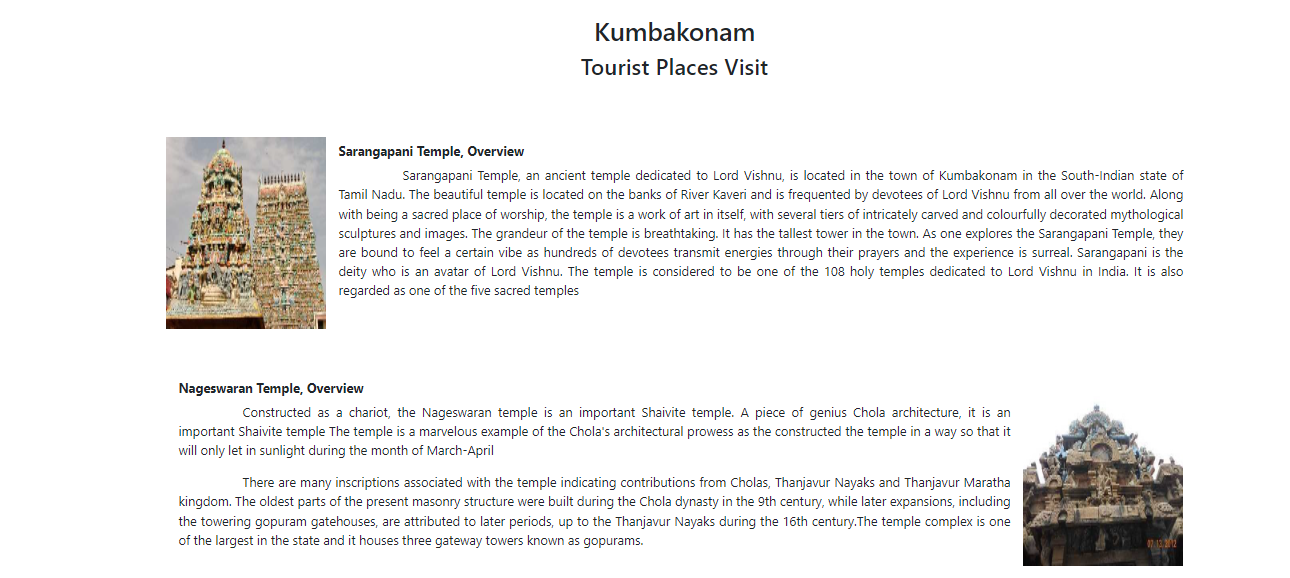 Kumbakonam
Tourist Places Visit
Sarangapani Temple, Overview
Sarangapani Temple, an ancient temple dedicated to Lord Vishnu, is located in the town of Kumbakonam in the South-Indian state of
Tamil Nadu. The beautiful temple is located on the banks of River Kaveri and is frequented by devotees of Lord Vishnu from all over the world. Along
with being a sacred place of worship, the temple is a work of art in itself, with several tiers of intricately carved and colourfully decorated mythological
sculptures and images. The grandeur of the temple is breathtaking. It has the tallest tower in the town. As one explores the Sarangapani Temple, they
are bound to feel a certain vibe as hundreds of devotees transmit energies through their prayers and the experience is surreal. Sarangapani is the
deity who is an avatar of Lord Vishnu. The temple is considered to be one of the 108 holy temples dedicated to Lord Vishnu in India. It is also
regarded as one of the five sacred temples
Nageswaran Temple, Overview
Constructed as a chariot, the Nageswaran temple is an important Shaivite temple. A piece of genius Chola architecture, it is an
important Shaivite temple The temple is a marvelous example of the Chola's architectural prowess as the constructed the temple in a way so that it
will only let in sunlight during the month of March-April
There are many inscriptions associated with the temple indicating contributions from Cholas, Thanjavur Nayaks and Thanjavur Maratha
kingdom. The oldest parts of the present masonry structure were built during the Chola dynasty in the 9th century, while later expansions, including
the towering gopuram gatehouses, are attributed to later periods, up to the Thanjavur Nayaks during the 16th century.The temple complex is one
of the largest in the state and it houses three gateway towers known as gopurams.